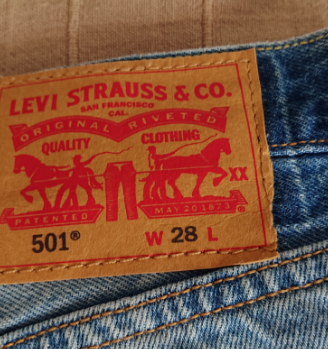 LEVI STRAUSS & CO.
SAN FRANCISCO
CAL.
ORIGINAL RIVETED
QUALITY CLOTHING
XX
PATENTED MAY 20 1873
®
501® W 28 L